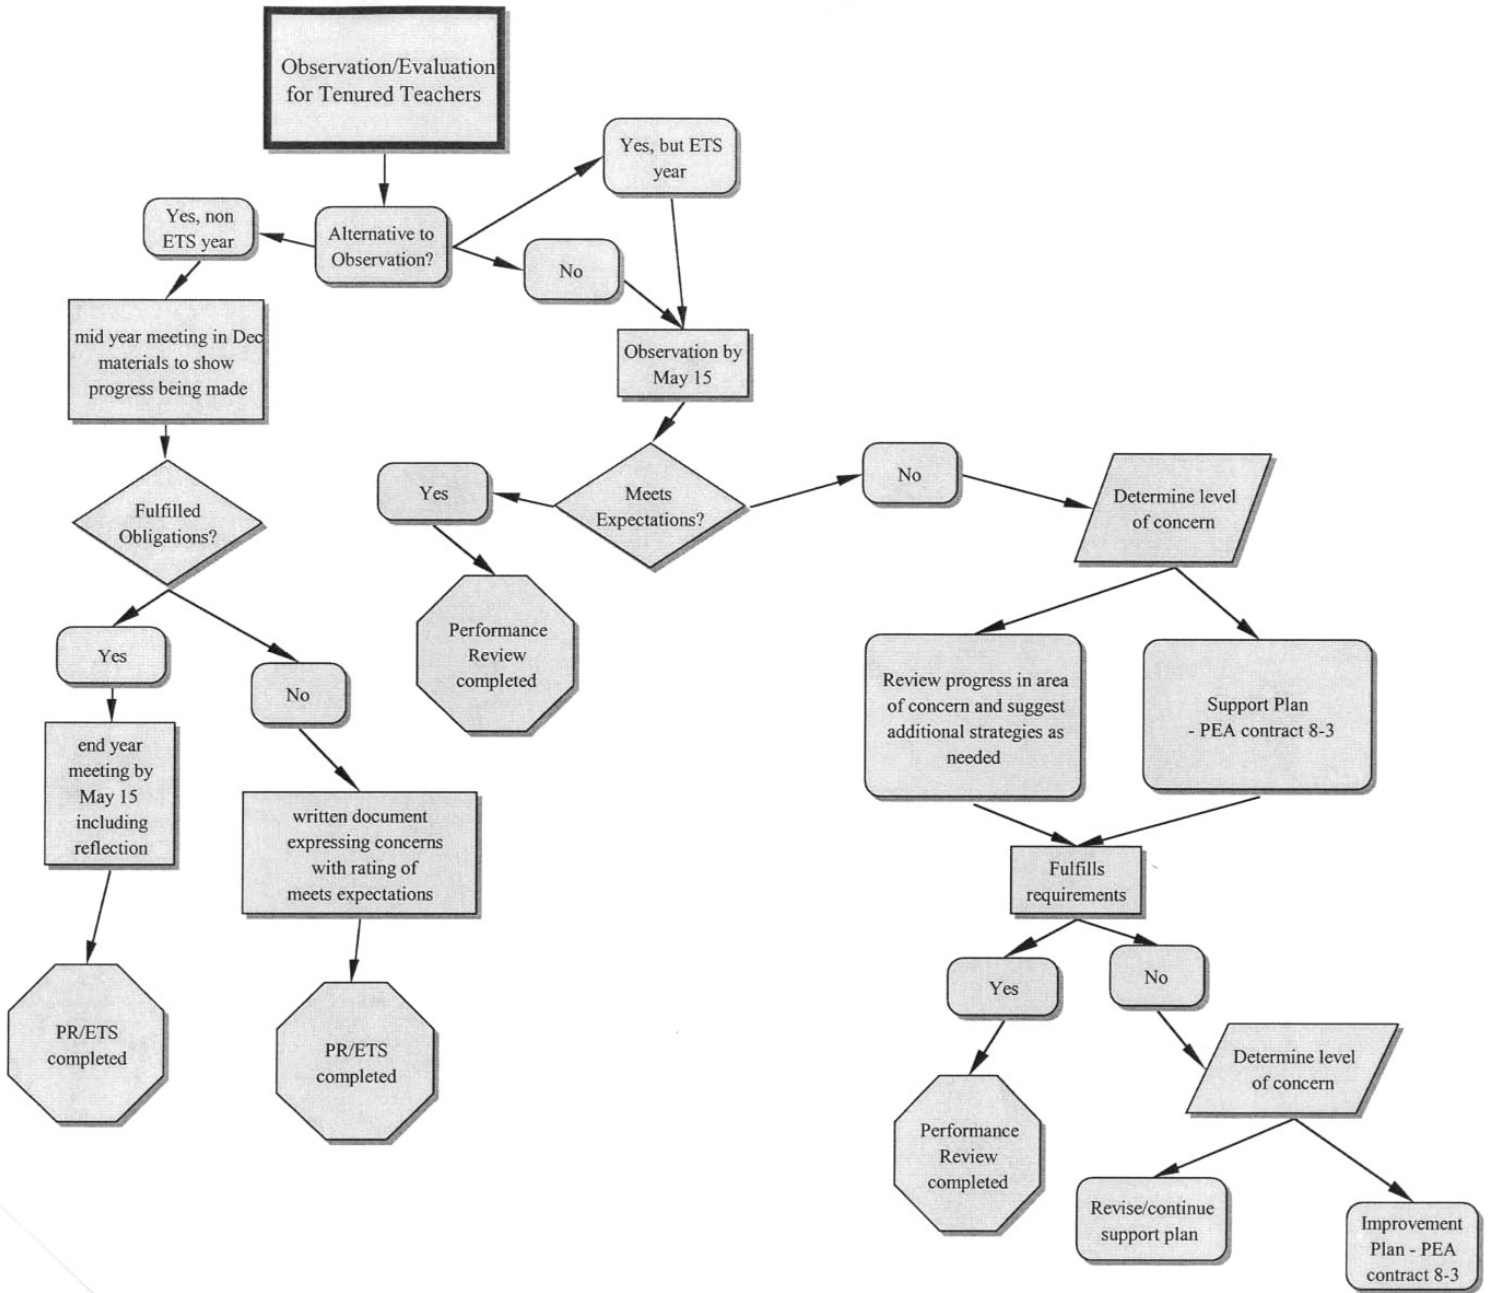 Observation/Evaluation
for Tenured Teachers
Yes, but ETS
year
Yes, non
ETS year
Alternative to
Observation?
No
mid year meeting in Dec
materials to show
progress being made
Observation by
May 15
Fulfilled
Obligations?
Yes
Meets
Expectations?
No
Determine level
of concern
Performance
Review
completed
Yes
No
Review progress in area
of concern and suggest
additional strategies as
needed
Support Plan
- PEA contract 8-3
end year
meeting by
May 15
including
reflection
written document
expressing concerns
with rating of
meets expectations
Fulfills
requirements
Yes
No
PR/ETS
completed
PR/ETS
completed
Determine level
of concern
Performance
Review
completed
Revise/continue
support plan
Improvement
Plan - PEA
contract 8-3